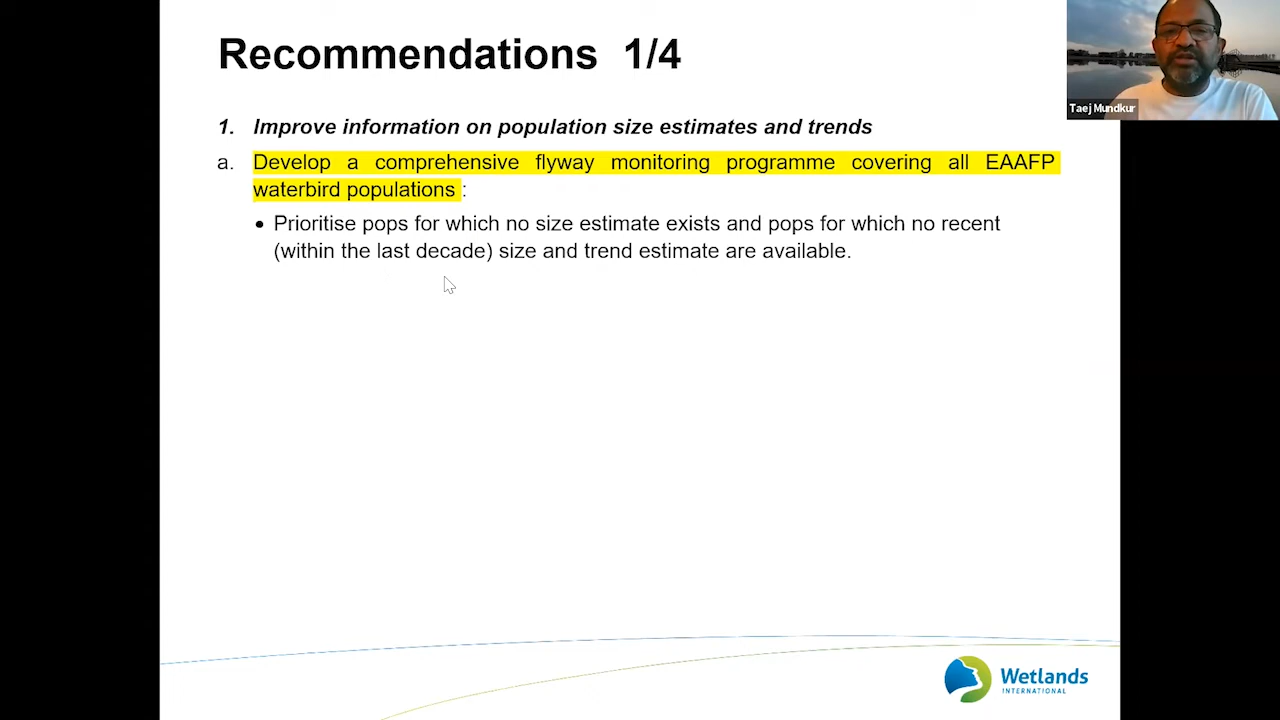 Recommendations 1/4
Taej Mundkur
1. Improve information on population size estimates and trends
a. Develop a comprehensive flyway monitoring programme covering all EAAFP
waterbird populations :
• Prioritise pops for which no size estimate exists and pops for which no recent
(within the last decade) size and trend estimate are available.
Wetlands
INTERNATIONAL